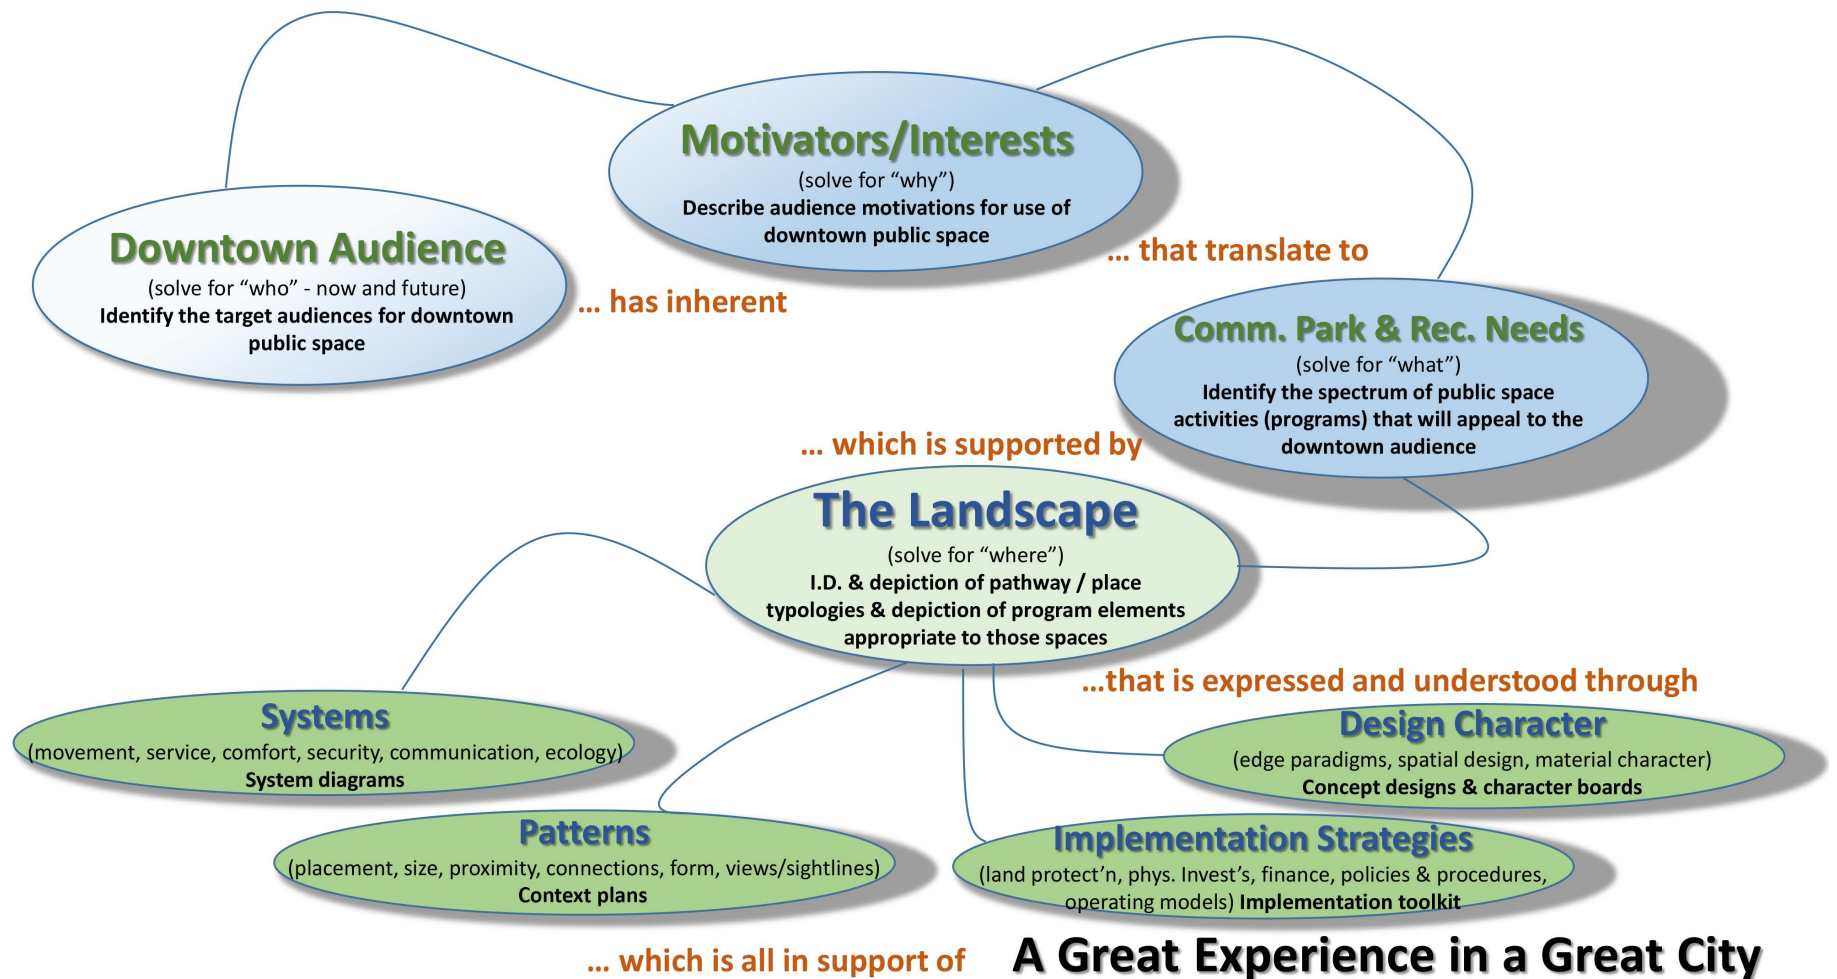 Motivators/Interests
(solve for “why”)
Describe audience motivations for use of
downtown public space
Downtown Audience
(solve for “who” - now and future)
Identify the target audiences for downtown
public space
... has inherent
... that translate to
Comm. Park & Rec. Needs
(solve for “what”)
Identify the spectrum of public space
activities (programs) that will appeal to the
downtown audience
... which is supported by
The Landscape
(solve for “where”)
I.D. & depiction of pathway / place
typologies & depiction of program elements
appropriate to those spaces
...that is expressed and understood through
Systems
(movement, service, comfort, security, communication, ecology)
System diagrams
Design Character
(edge paradigms, spatial design, material character)
Concept designs & character boards
Patterns
(placement, size, proximity, connections, form, views/sightlines)
Context plans
Implementation Strategies
(land protect’n, phys. Invest’s, finance, policies & procedures,
operating models) Implementation toolkit
... which is all in support of
A Great Experience in a Great City